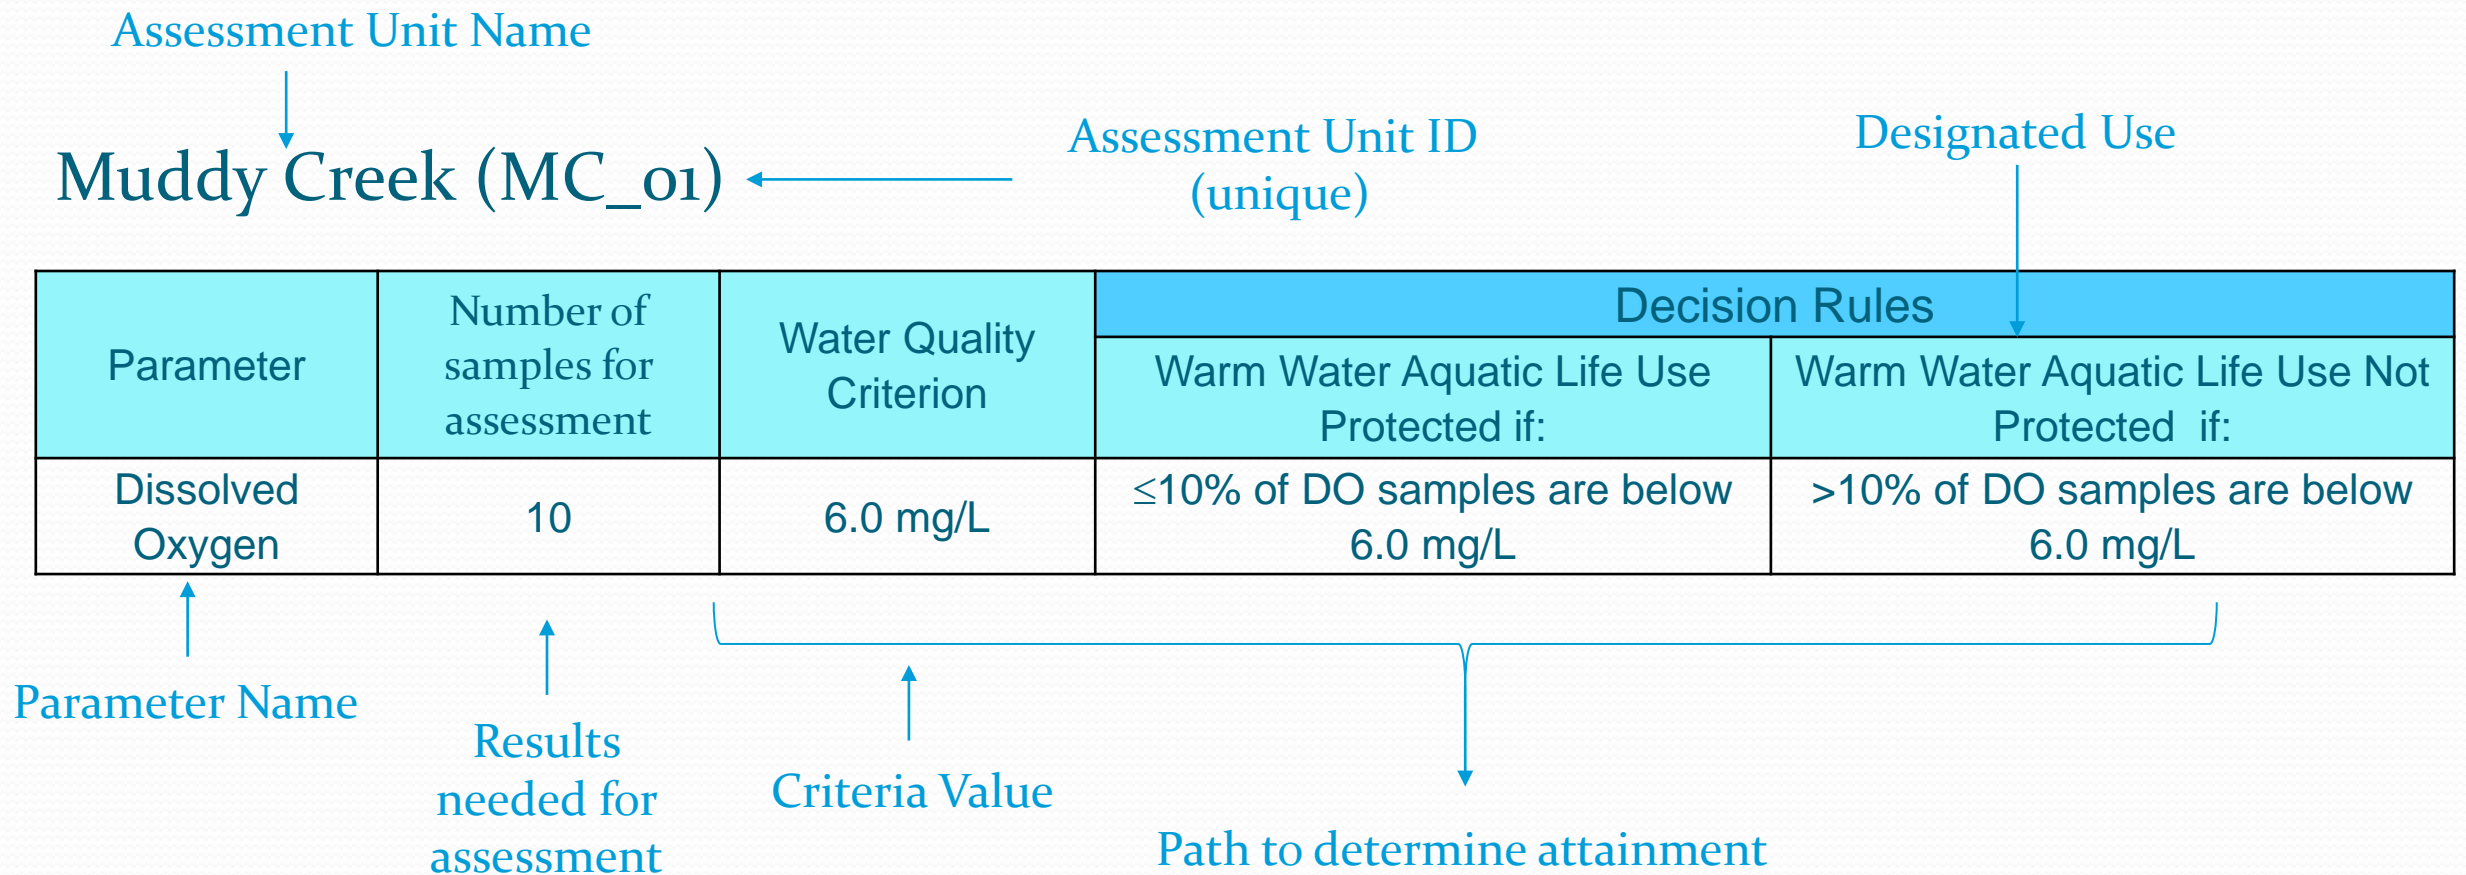 Assessment Unit Name
Assessment Unit ID
(unique)
Designated Use
Muddy Creek (MC_01)
Parameter
Number of
samples for
assessment
Water Quality
Criterion
Decision Rules
Warm Water Aquatic Life Use
Protected if:
Warm Water Aquatic Life Use Not
Protected if:
Dissolved
Oxygen
10
6.0 mg/L
≤10% of DO samples are below
6.0 mg/L
>10% of DO samples are below
6.0 mg/L
Parameter Name
Results
needed for
assessment
Criteria Value
Path to determine attainment